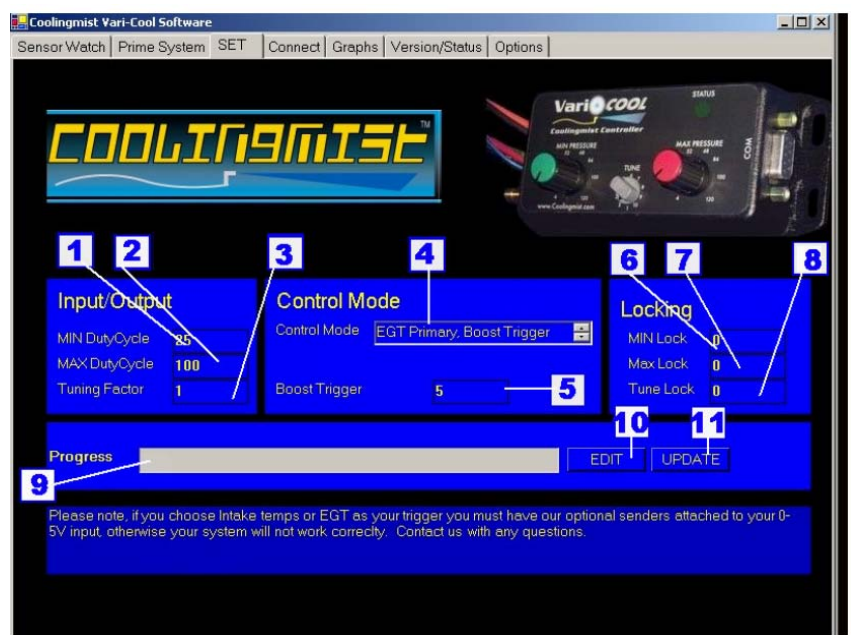 Coolingmist Vari-Cool Software
Sensor Watch Prime System SET Connect Graphs Version/Status Options
COOLINGMIST TM
Vari COOL
Coolingmist Controller
STATUS
MIN PRESSURE
MAX PRESSURE
TUNE
COM
www.Coolingmist.com
1 2 3 4 6 7 8
Input/Output
MIN DutyCycle 85
MAX DutyCycle 100
Tuning Factor 1
Control Mode
Control Mode EGT Primary, Boost Trigger
Boost Trigger 5
5
Locking
MIN Lock 0
Max Lock 0
Tune Lock 0
10 11
Progress EDIT UPDATE
9
Please note, if you choose Intake temps or EGT as your trigger you must have our optional senders attached to your 0-
5V input, otherwise your system will not work correclty. Contact us with any questions.